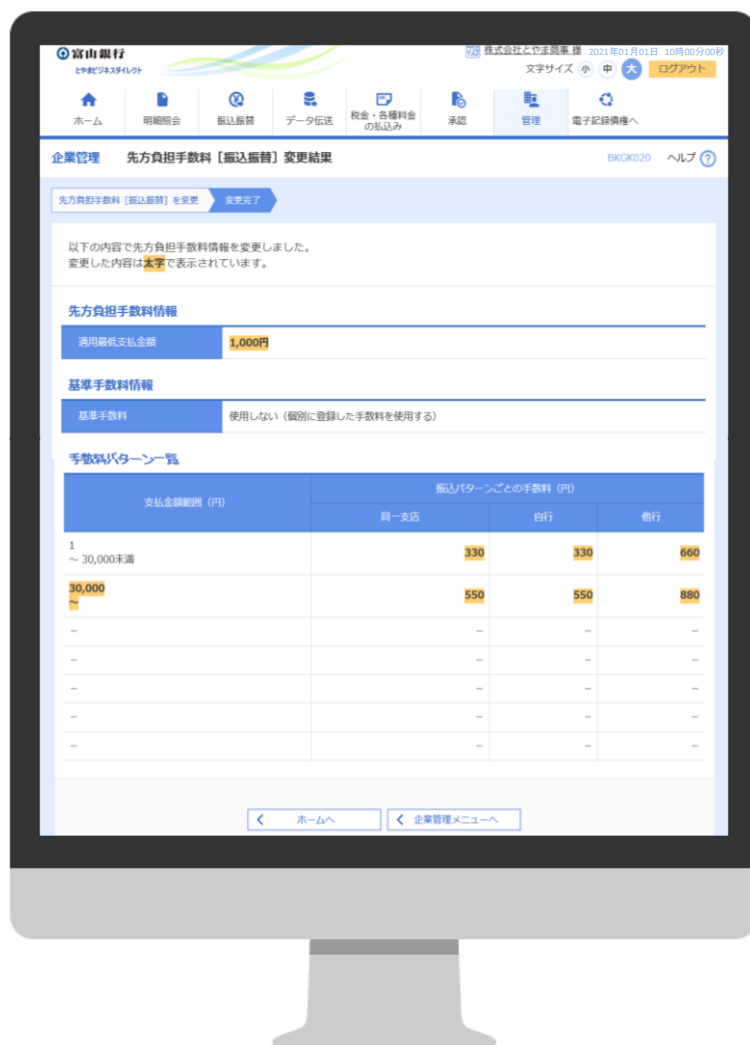 富山銀行
とやまビジネスダイレクト
株式会社とやま商事 様 2021年01月01日 10時00分00秒
文字サイズ 小 中 大 ログアウト
ホーム 明細照会 振込振替 データ伝送 税金・各種料金の払込み 承認 管理 電子記録債権へ
企業管理 先方負担手数料［振込振替］変更結果 BKGK020 ヘルプ ?
先方負担手数料［振込振替］を変更 変更完了
以下の内容で先方負担手数料情報を変更しました。
変更した内容は太字で表示されています。
先方負担手数料情報
適用最低支払金額 1,000円
基準手数料情報
基準手数料 使用しない（個別に登録した手数料を使用する）
手数料パターン一覧
支払金額範囲（円） 振込パターンごとの手数料（円）
同一支店 自行 他行
1
～ 30,000未満 330 330 660
30,000
～ 550 550 880
－ － － －
－ － － －
－ － － －
－ － － －
－ － － －
ホームへ 企業管理メニューへ